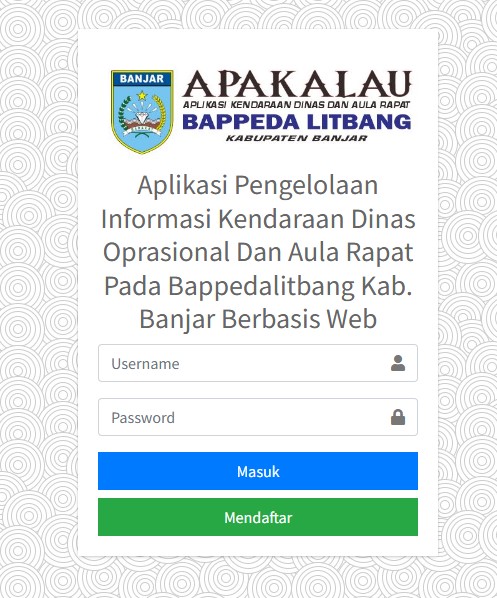 BANJAR
APAKALAU
APLIKASI KENDARAAN DINAS DAN AULA RAPAT
BAPPEDA LITBANG
KABUPATEN BANJAR
Aplikasi Pengelolaan
Informasi Kendaraan Dinas
Oprasional Dan Aula Rapat
Pada Bappedalitbang Kab.
Banjar Berbasis Web
Username
Password
Masuk
Mendaftar